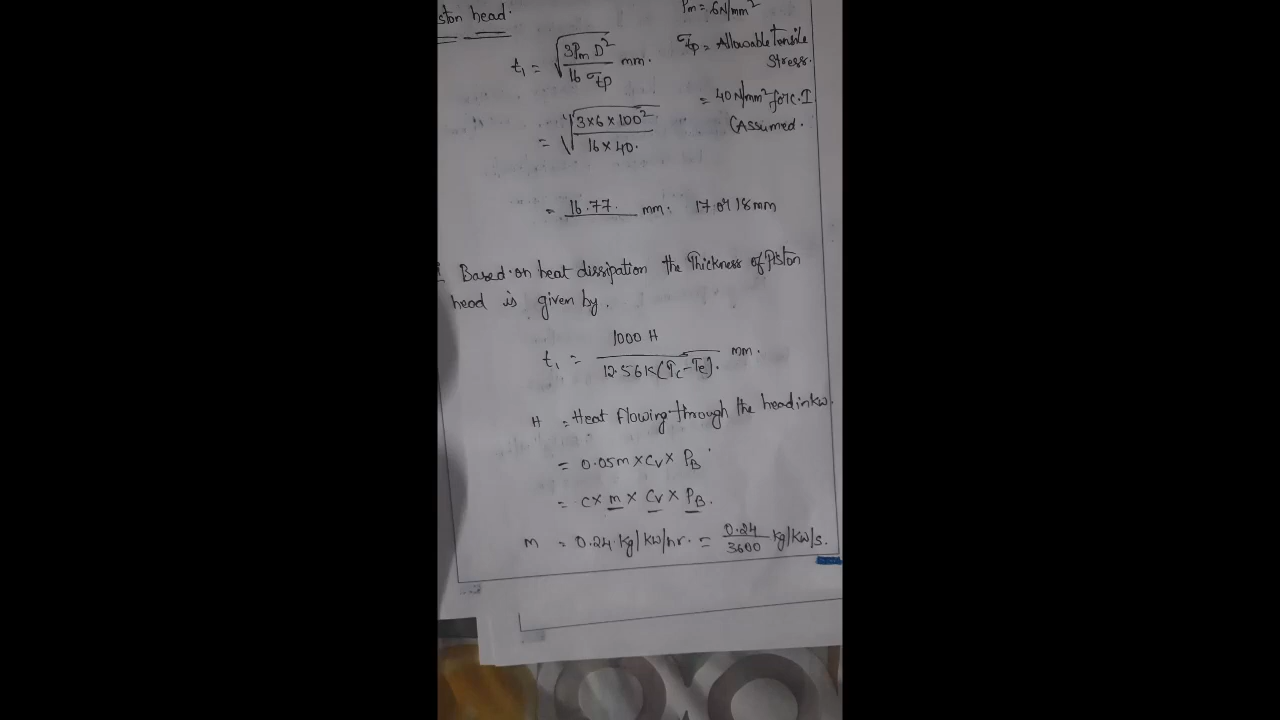 ston head.
Pm = 6N/mm²
t₁ = √(3Pm D² / 16 σtp) mm.
σtp = Allowable Tensile
Stress.
= 40 N/mm² for C.I
(Assumed.
= √(3×6×100² / 16×40.)
= 16.77. mm. 17 or 18 mm
Based on heat dissipation the Thickness of Piston
head is given by.
t₁ = 1000 H / 12.56K(Tc-Te). mm.
H = Heat flowing through the head in kw.
= 0.05m × Cv × PB
= C × m × Cv × PB.
m = 0.24 kg/kw/hr. = 0.24/3600 kg/kw/s.